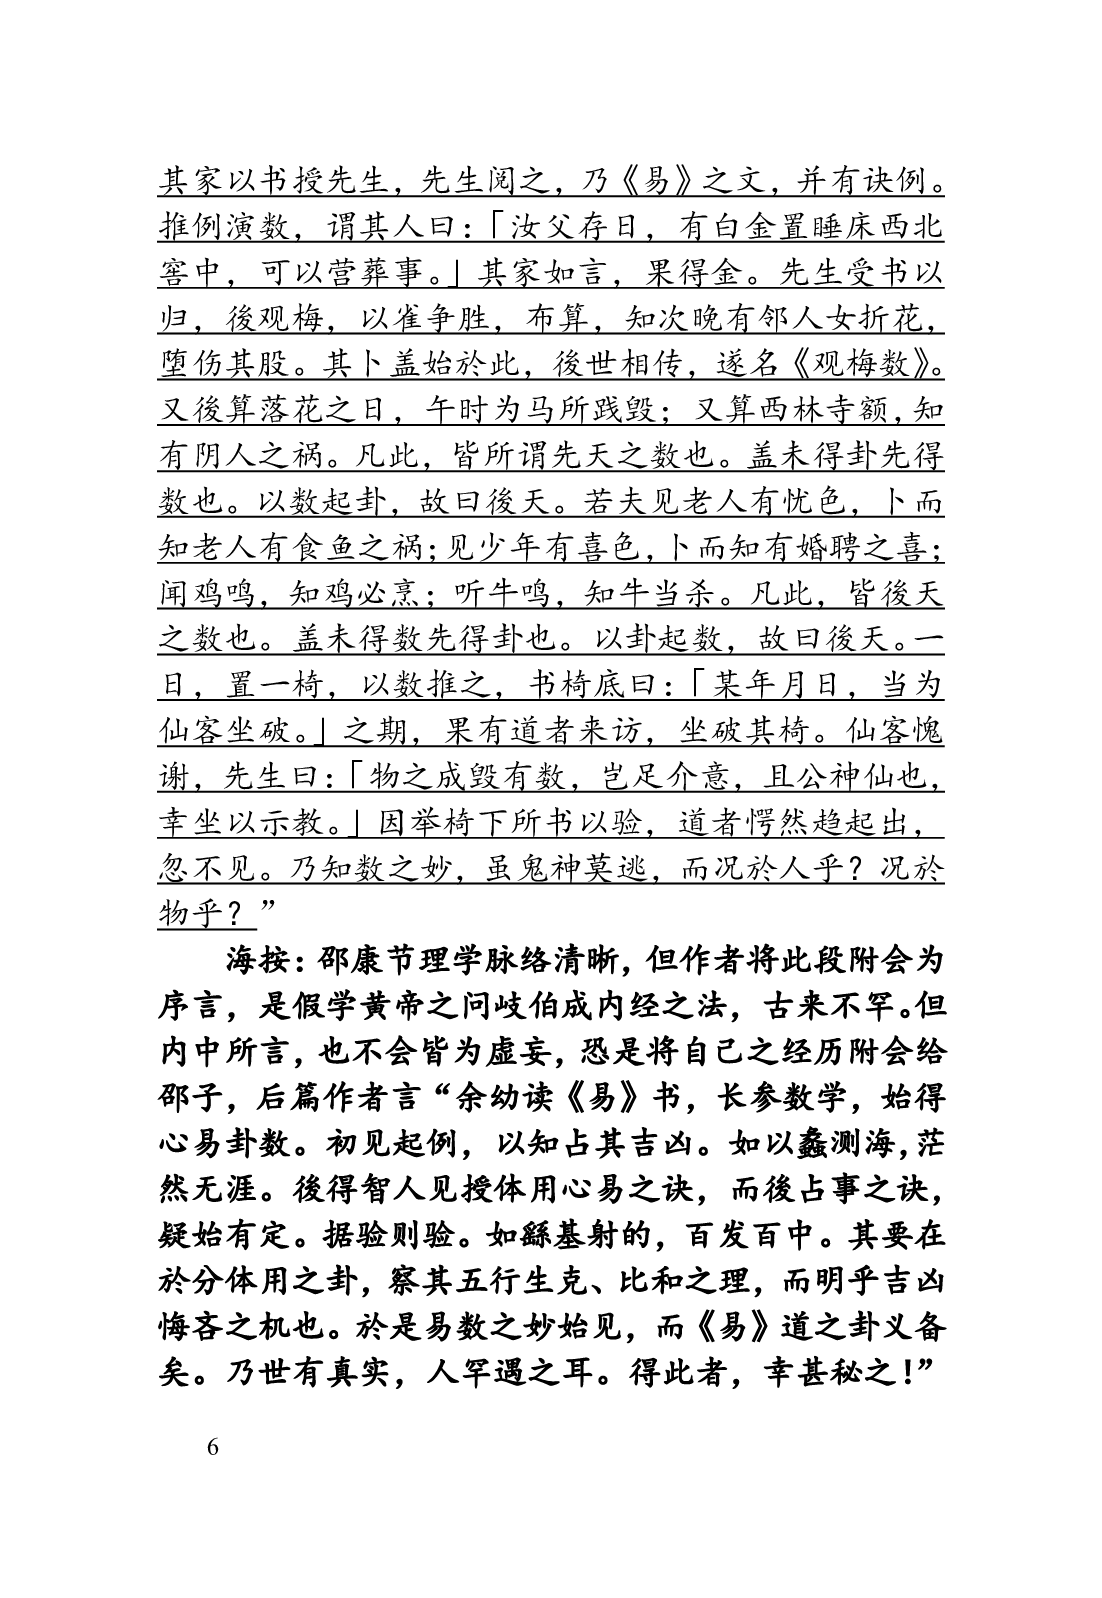 其家以书授先生，先生阅之，乃《易》之文，并有诀例。
推例演数，谓其人曰：「汝父存日，有白金置睡床西北
窖中，可以营葬事。」其家如言，果得金。先生受书以
归，後观梅，以雀争胜，布算，知次晚有邻人女折花，
堕伤其股。其卜盖始於此，後世相传，遂名《观梅数》。
又後算落花之日，午时为马所践毁；又算西林寺额，知
有阴人之祸。凡此，皆所谓先天之数也。盖未得卦先得
数也。以数起卦，故曰後天。若夫见老人有忧色，卜而
知老人有食鱼之祸；见少年有喜色，卜而知有婚聘之喜；
闻鸡鸣，知鸡必烹；听牛鸣，知牛当杀。凡此，皆後天
之数也。盖未得数先得卦也。以卦起数，故曰後天。一
日，置一椅，以数推之，书椅底曰：「某年月日，当为
仙客坐破。」之期，果有道者来访，坐破其椅。仙客愧
谢，先生曰：「物之成毁有数，岂足介意，且公神仙也，
幸坐以示教。」因举椅下所书以验，道者愕然趋起出，
忽不见。乃知数之妙，虽鬼神莫逃，而况於人乎？况於
物乎？”
海按：邵康节理学脉络清晰，但作者将此段附会为
序言，是假学黄帝之问岐伯成内经之法，古来不罕。但
内中所言，也不会皆为虚妄，恐是将自己之经历附会给
邵子，后篇作者言“余幼读《易》书，长参数学，始得
心易卦数。初见起例，以知占其吉凶。如以蠡测海，茫
然无涯。後得智人见授体用心易之诀，而後占事之诀，
疑始有定。据验则验。如繇基射的，百发百中。其要在
於分体用之卦，察其五行生克、比和之理，而明乎吉凶
悔吝之机也。於是易数之妙始见，而《易》道之卦义备
矣。乃世有真实，人罕遇之耳。得此者，幸甚秘之！”
6